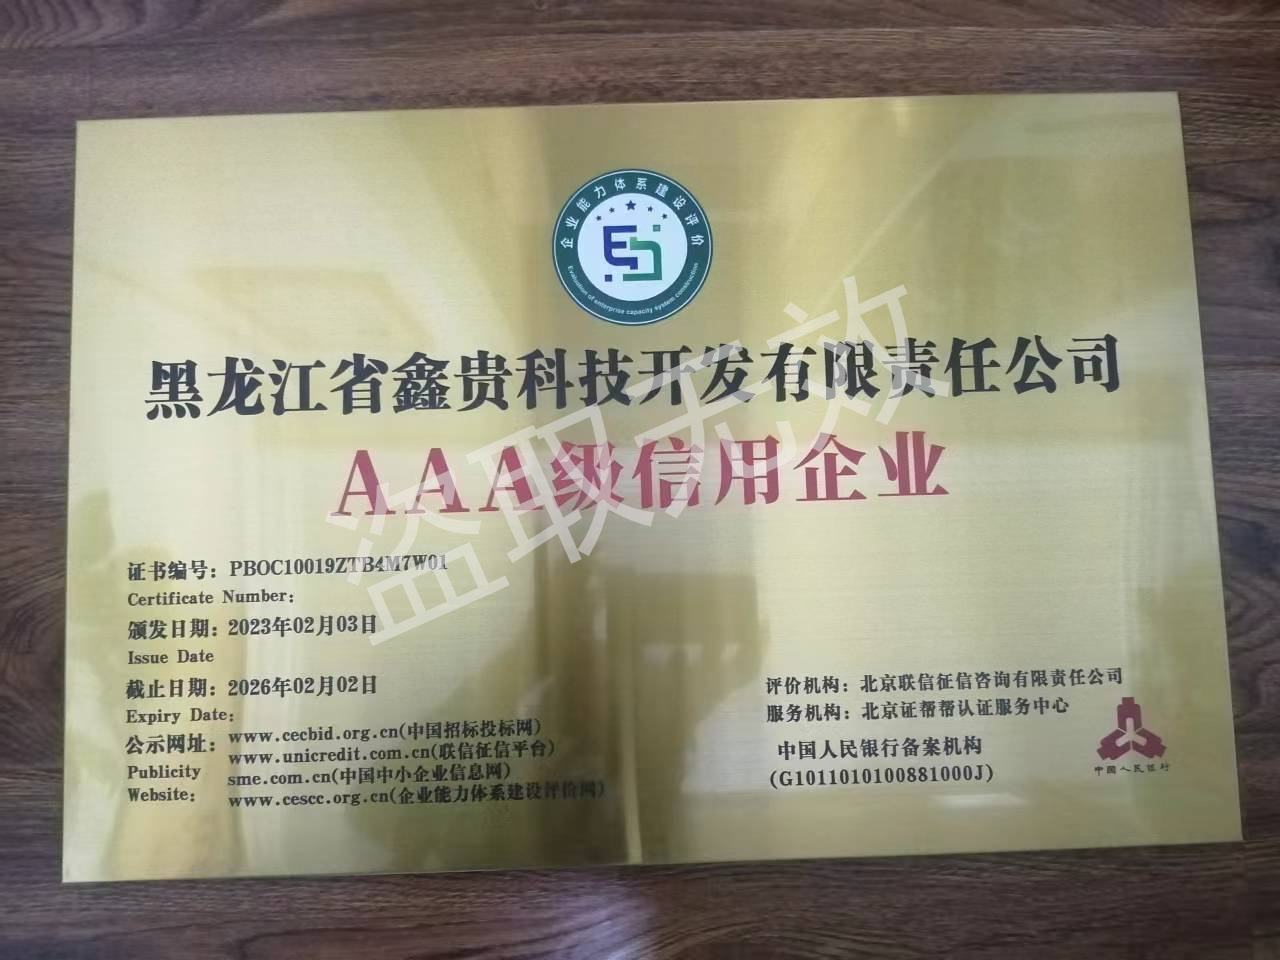 企业能力体系建设评价
Evaluation of enterprise capacity system construction
黑龙江省鑫贵科技开发有限责任公司
AAA级信用企业
盗取无效
证书编号：PBOC10019ZTB4M7W01
Certificate Number：
颁发日期：2023年02月03日
Issue Date
截止日期：2026年02月02日
Expiry Date：
公示网址：www.cecbid.org.cn(中国招标投标网)
www.unicredit.com.cn(联信征信平台)
Publicity sme.com.cn(中国中小企业信息网)
Website： www.cescc.org.cn(企业能力体系建设评价网)
评价机构：北京联信征信咨询有限责任公司
服务机构：北京证帮帮认证服务中心
中国人民银行备案机构
(G1011010100881000J)
中国人民银行